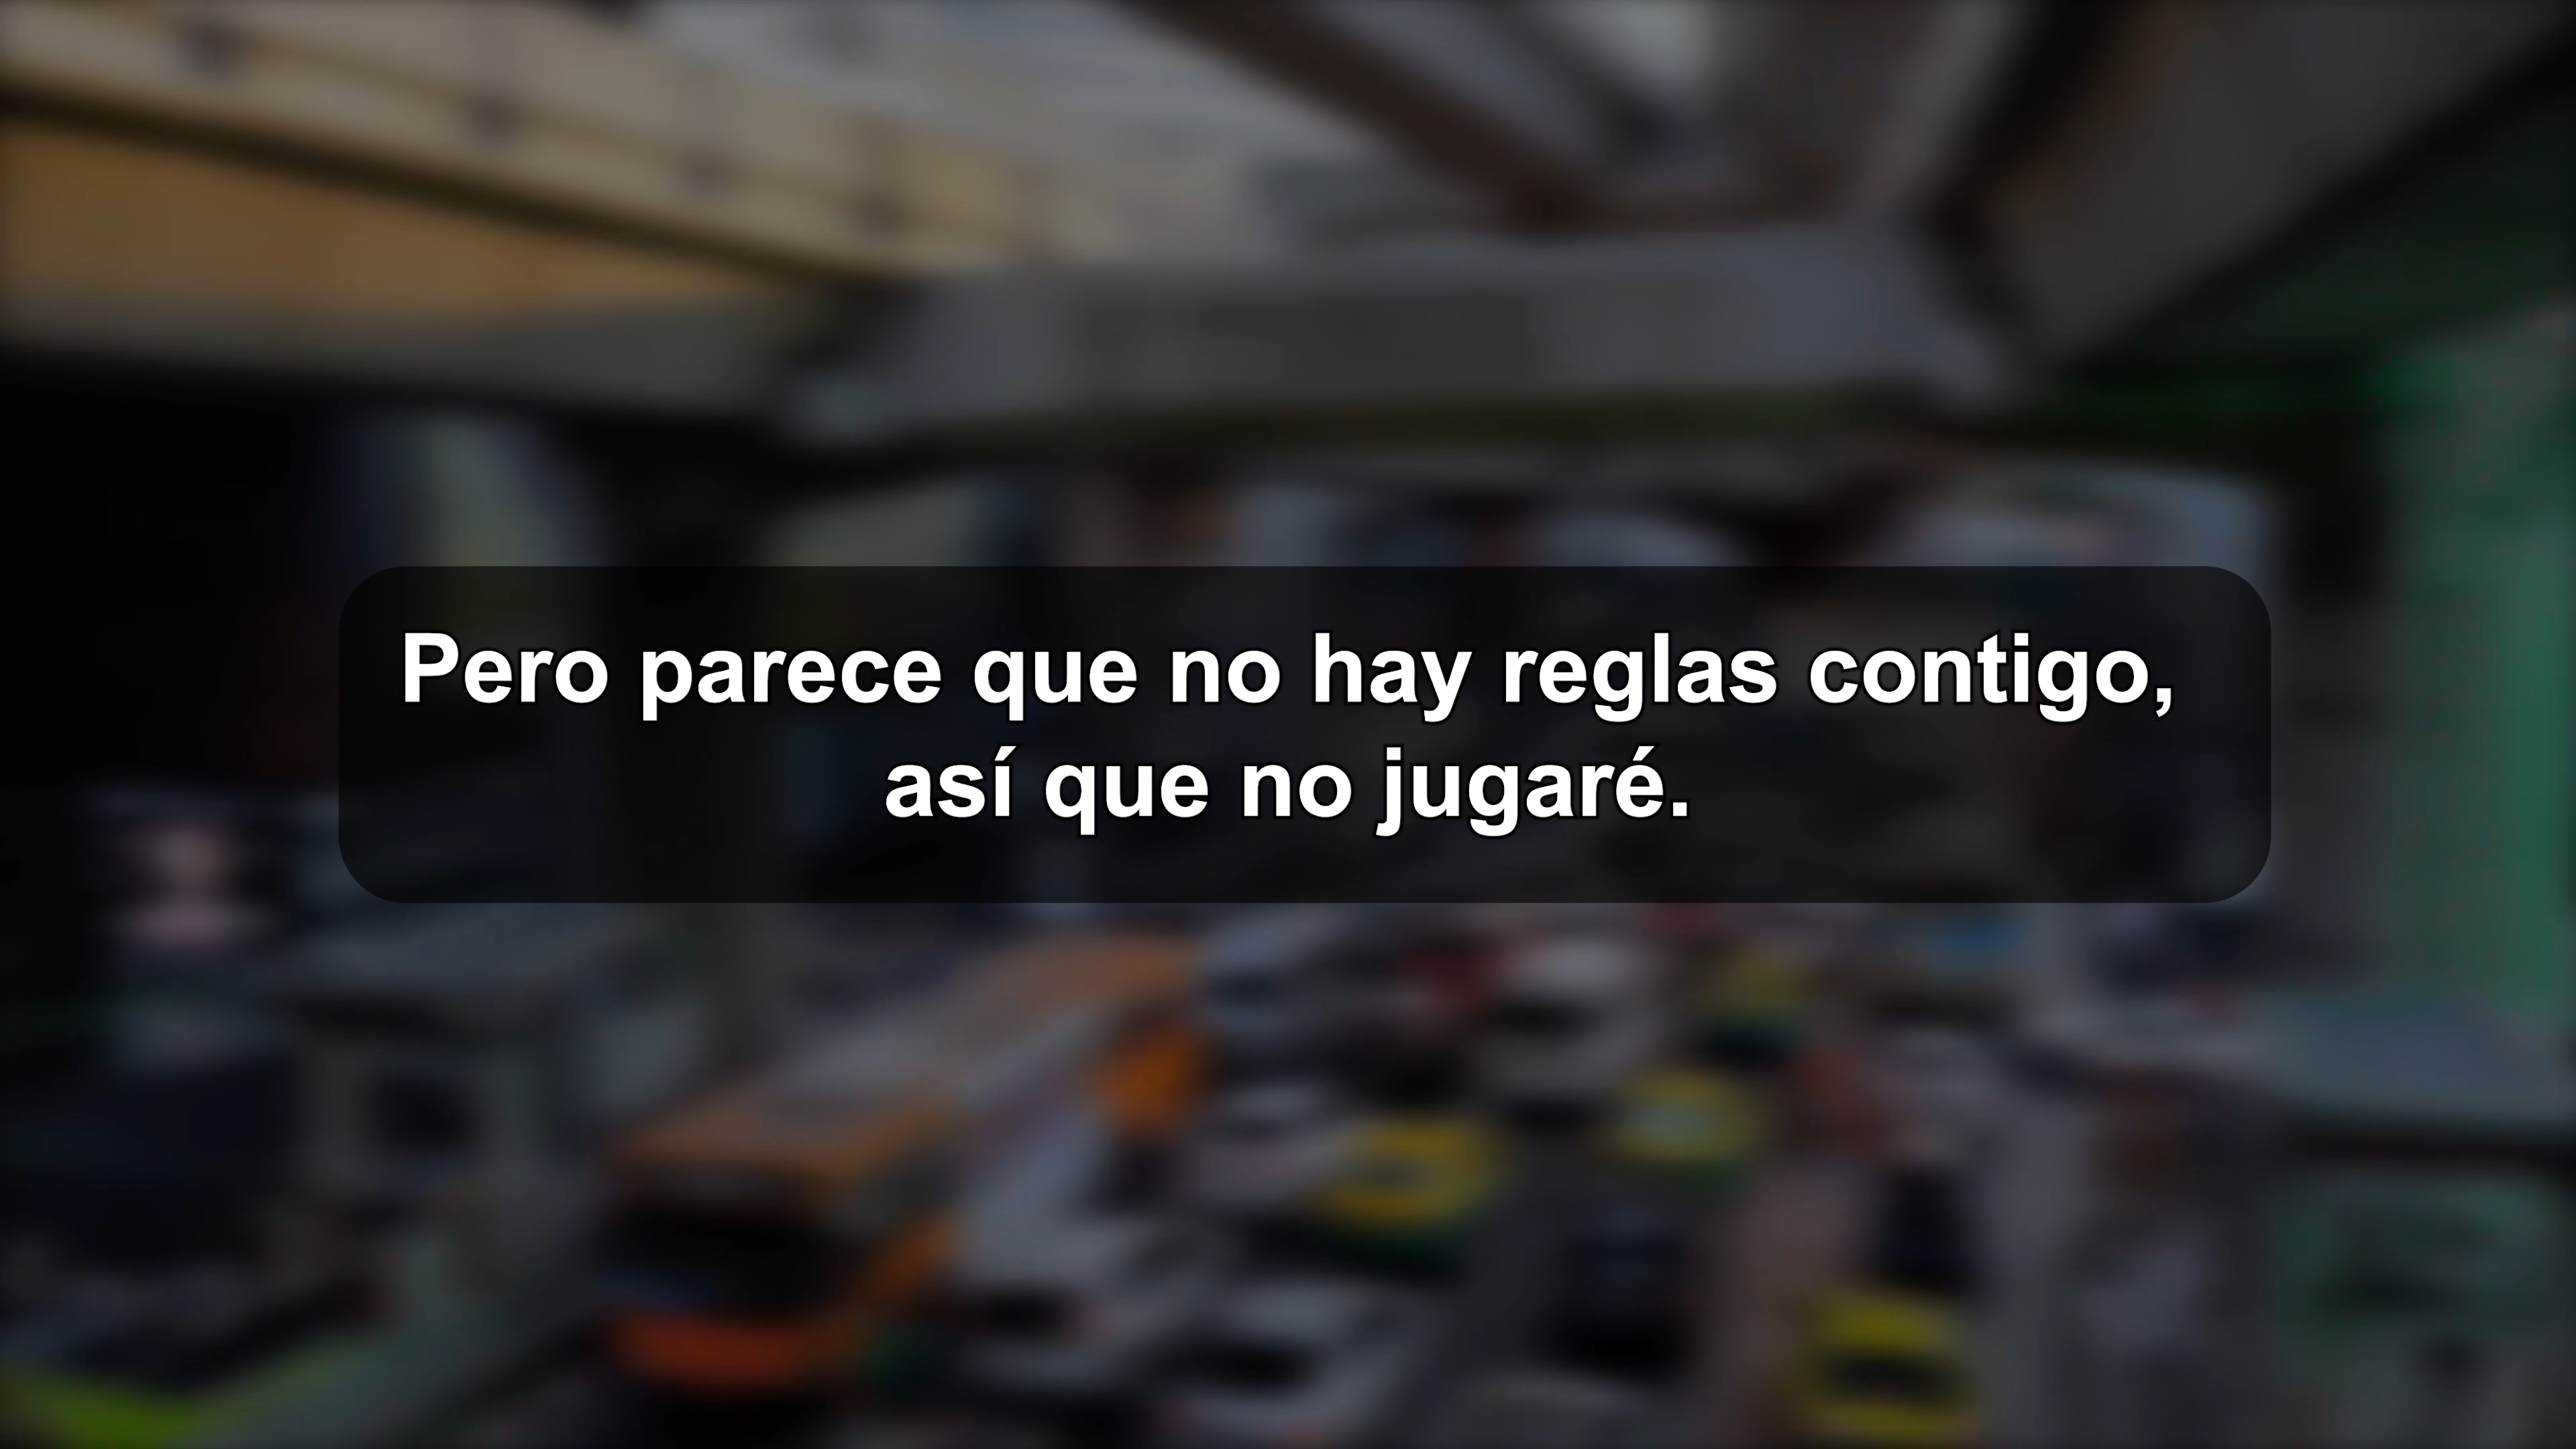 Pero parece que no hay reglas contigo,
así que no jugaré.